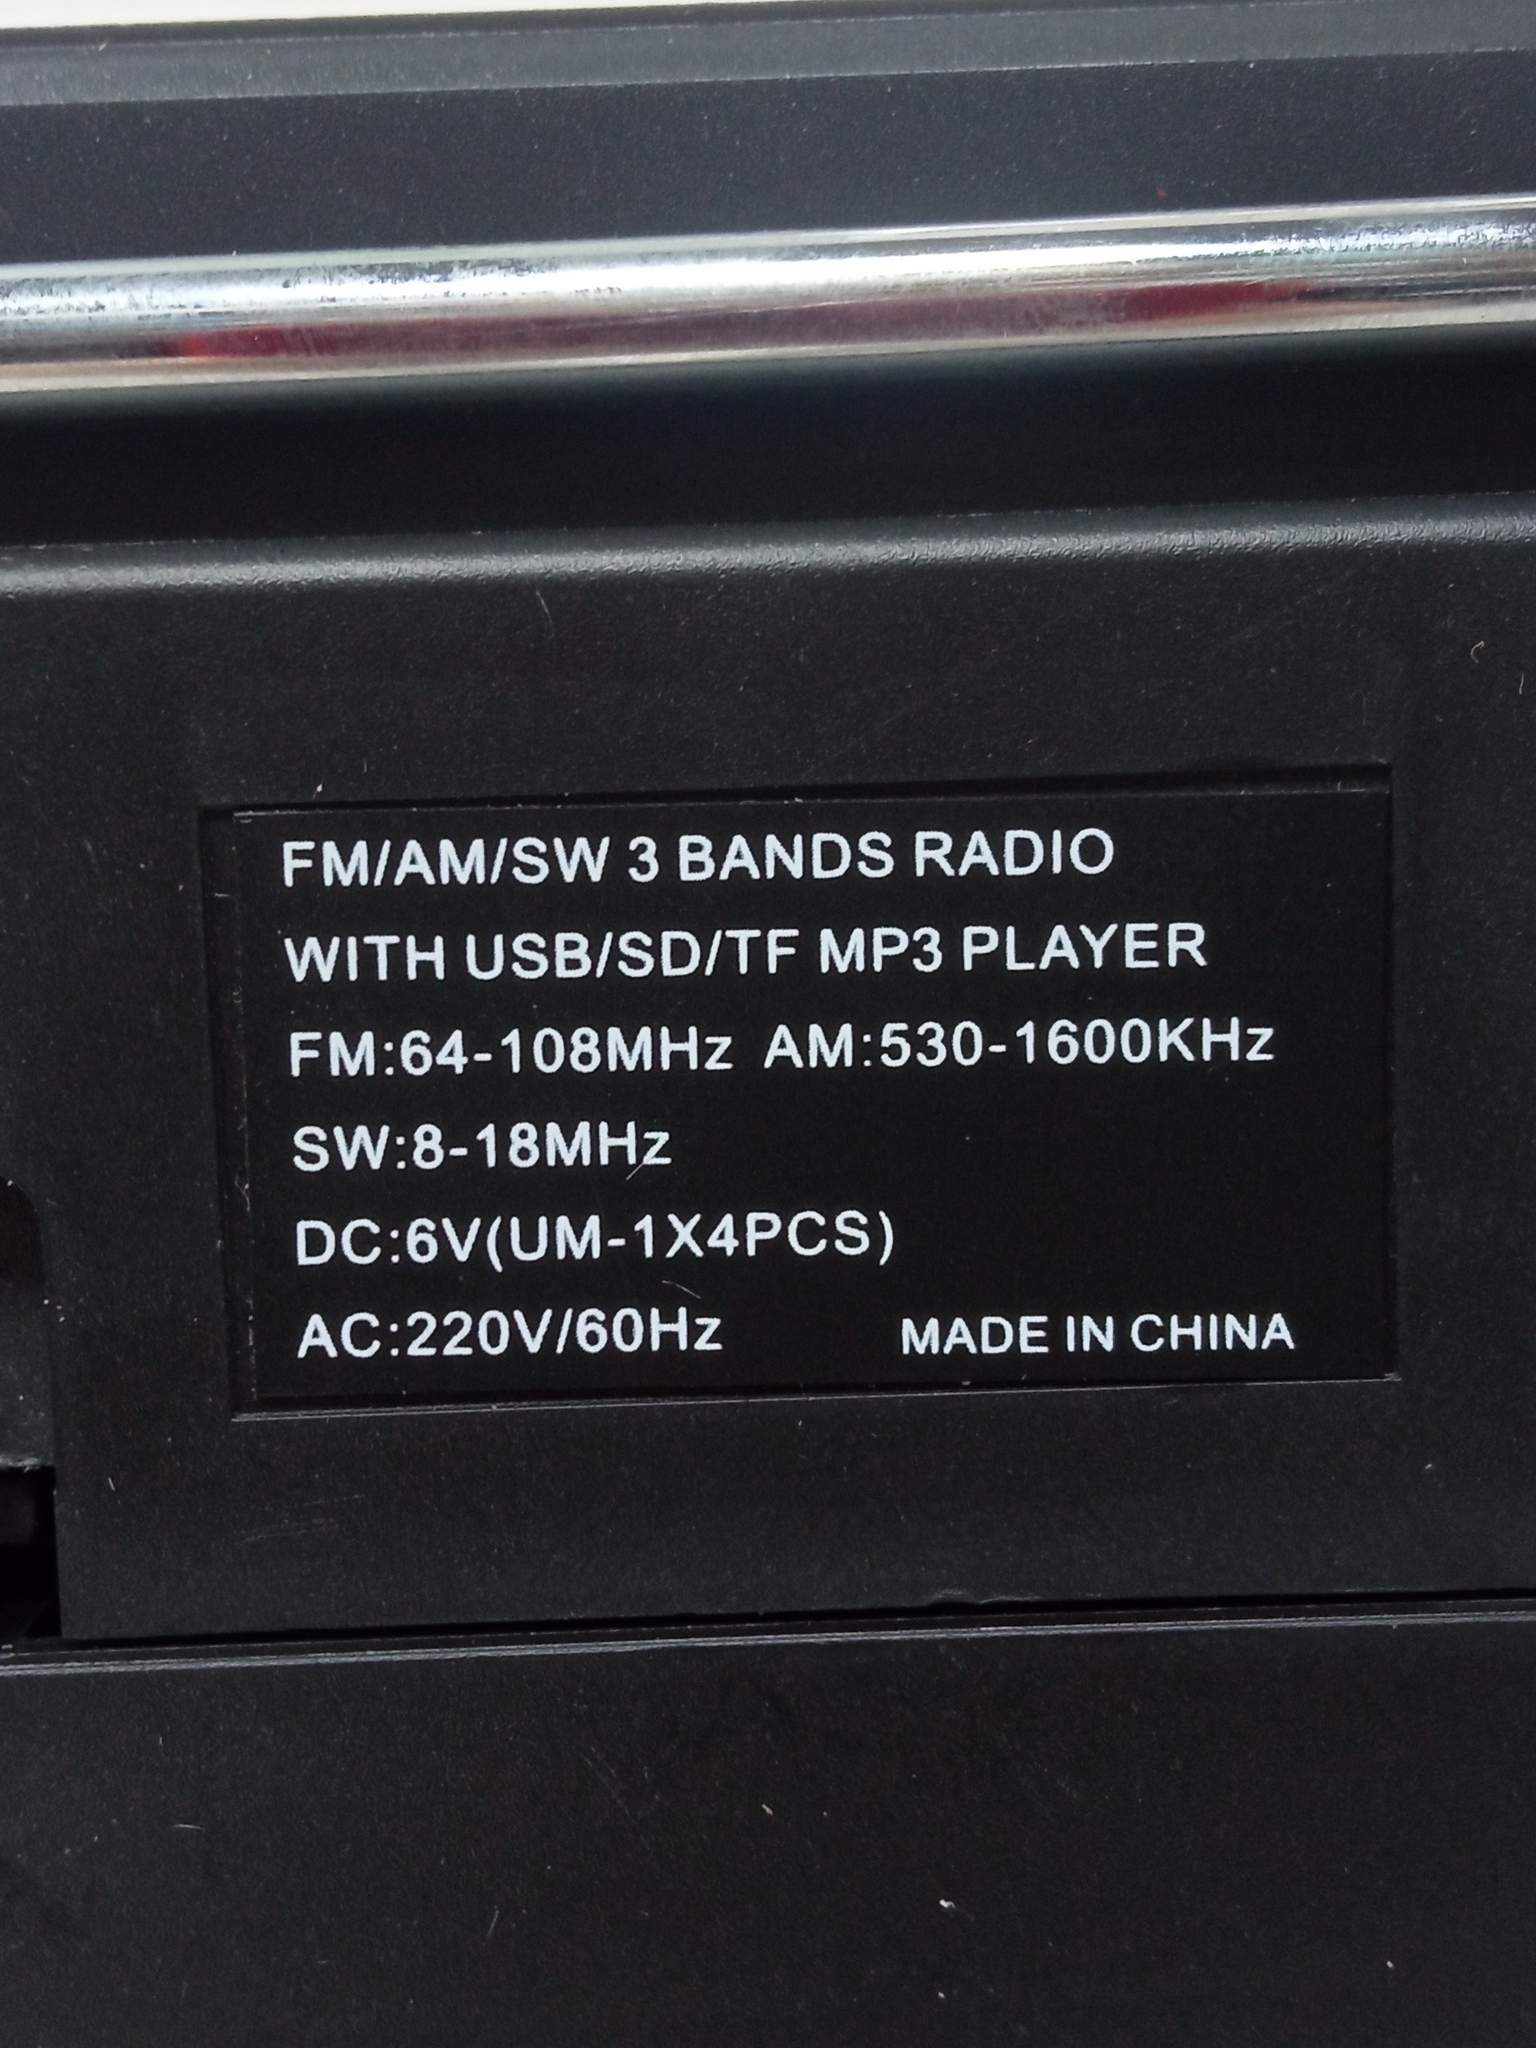 FM/AM/SW 3 BANDS RADIO
WITH USB/SD/TF MP3 PLAYER
FM:64-108MHz AM:530-1600KHz
SW:8-18MHz
DC:6V(UM-1X4PCS)
AC:220V/60Hz MADE IN CHINA